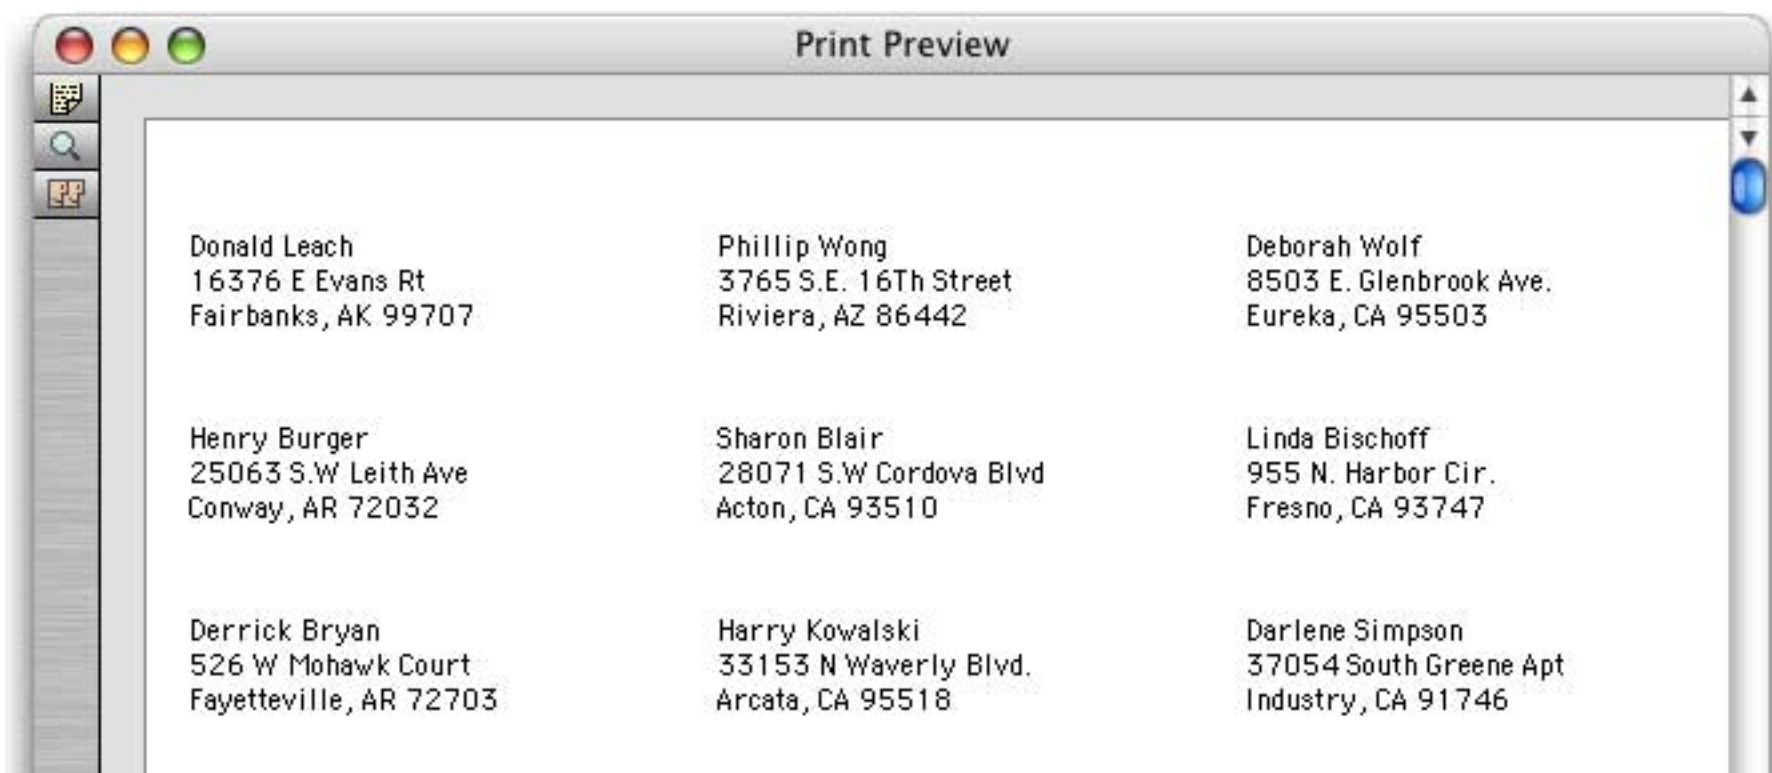 Print Preview
Donald Leach
16376 E Evans Rt
Fairbanks, AK 99707
Phillip Wong
3765 S.E. 16Th Street
Riviera, AZ 86442
Deborah Wolf
8503 E. Glenbrook Ave.
Eureka, CA 95503
Henry Burger
25063 S.W Leith Ave
Conway, AR 72032
Sharon Blair
28071 S.W Cordova Blvd
Acton, CA 93510
Linda Bischoff
955 N. Harbor Cir.
Fresno, CA 93747
Derrick Bryan
526 W Mohawk Court
Fayetteville, AR 72703
Harry Kowalski
33153 N Waverly Blvd.
Arcata, CA 95518
Darlene Simpson
37054 South Greene Apt
Industry, CA 91746